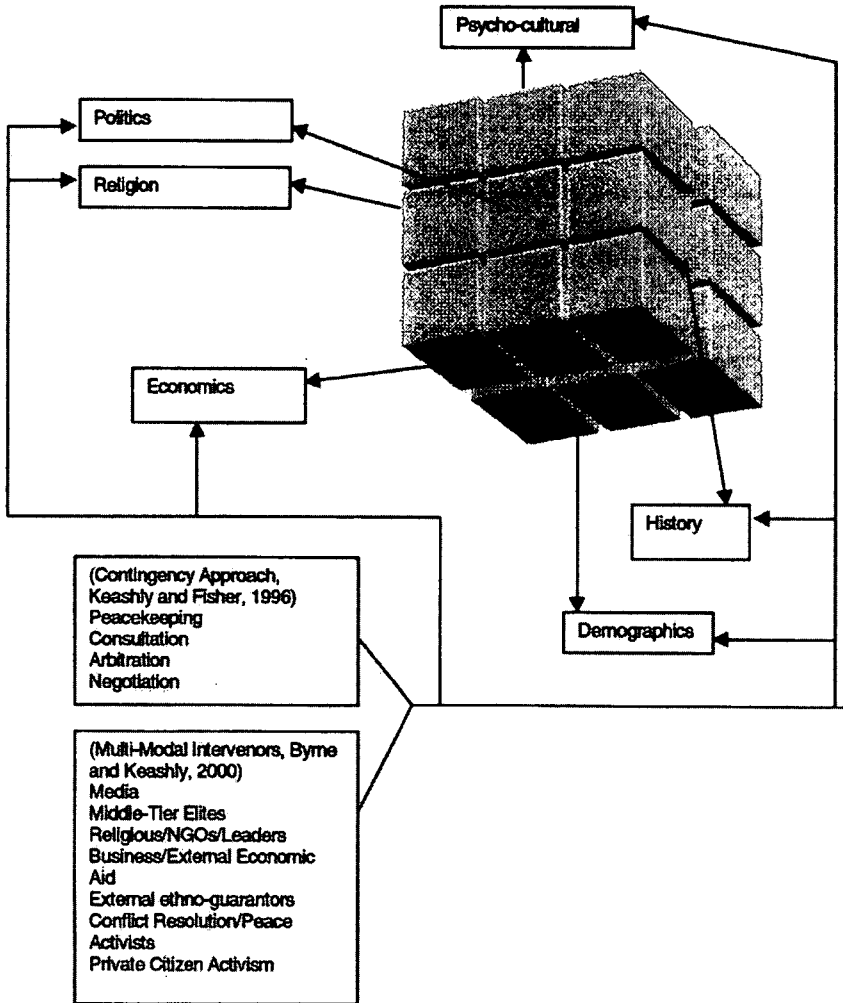 Psycho-cultural
Politics
Religion
Economics
History
Demographics
(Contingency Approach,
Keashly and Fisher, 1996)
Peacekeeping
Consultation
Arbitration
Negotiation
(Multi-Modal Intervenors, Byrne
and Keashly, 2000)
Media
Middle-Tier Elites
Religious/NGOs/Leaders
Business/External Economic
Aid
External ethno-guarantors
Conflict Resolution/Peace
Activists
Private Citizen Activism